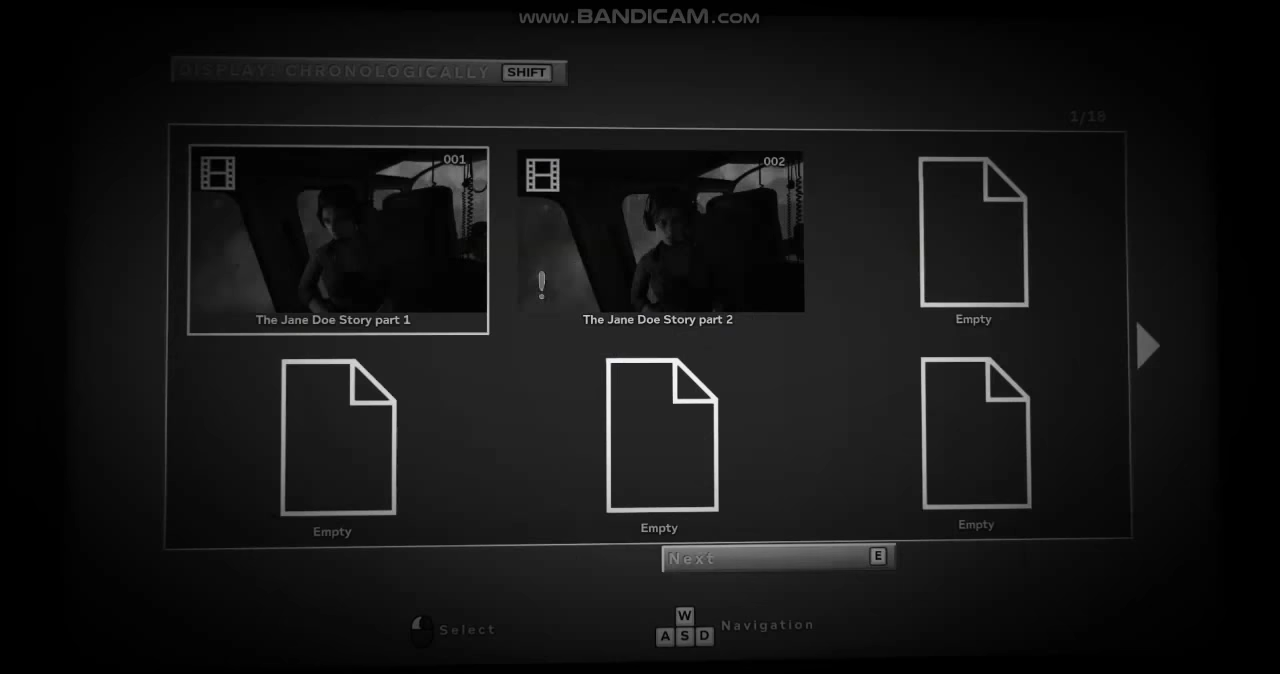 www.BANDICAM.com
DISPLAY: CHRONOLOGICALLY SHIFT
1/18
001
002
The Jane Doe Story part 1
The Jane Doe Story part 2
Empty
Empty
Empty
Empty
Next E
Select
W
A S D
Navigation